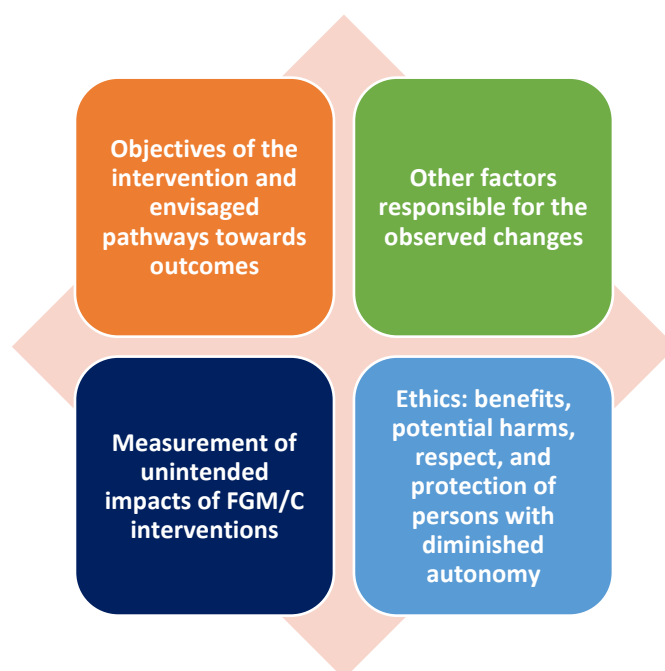 Objectives of the
intervention and
envisaged
pathways towards
outcomes
Other factors
responsible for the
observed changes
Measurement of
unintended
impacts of FGM/C
interventions
Ethics: benefits,
potential harms,
respect, and
protection of
persons with
diminished
autonomy